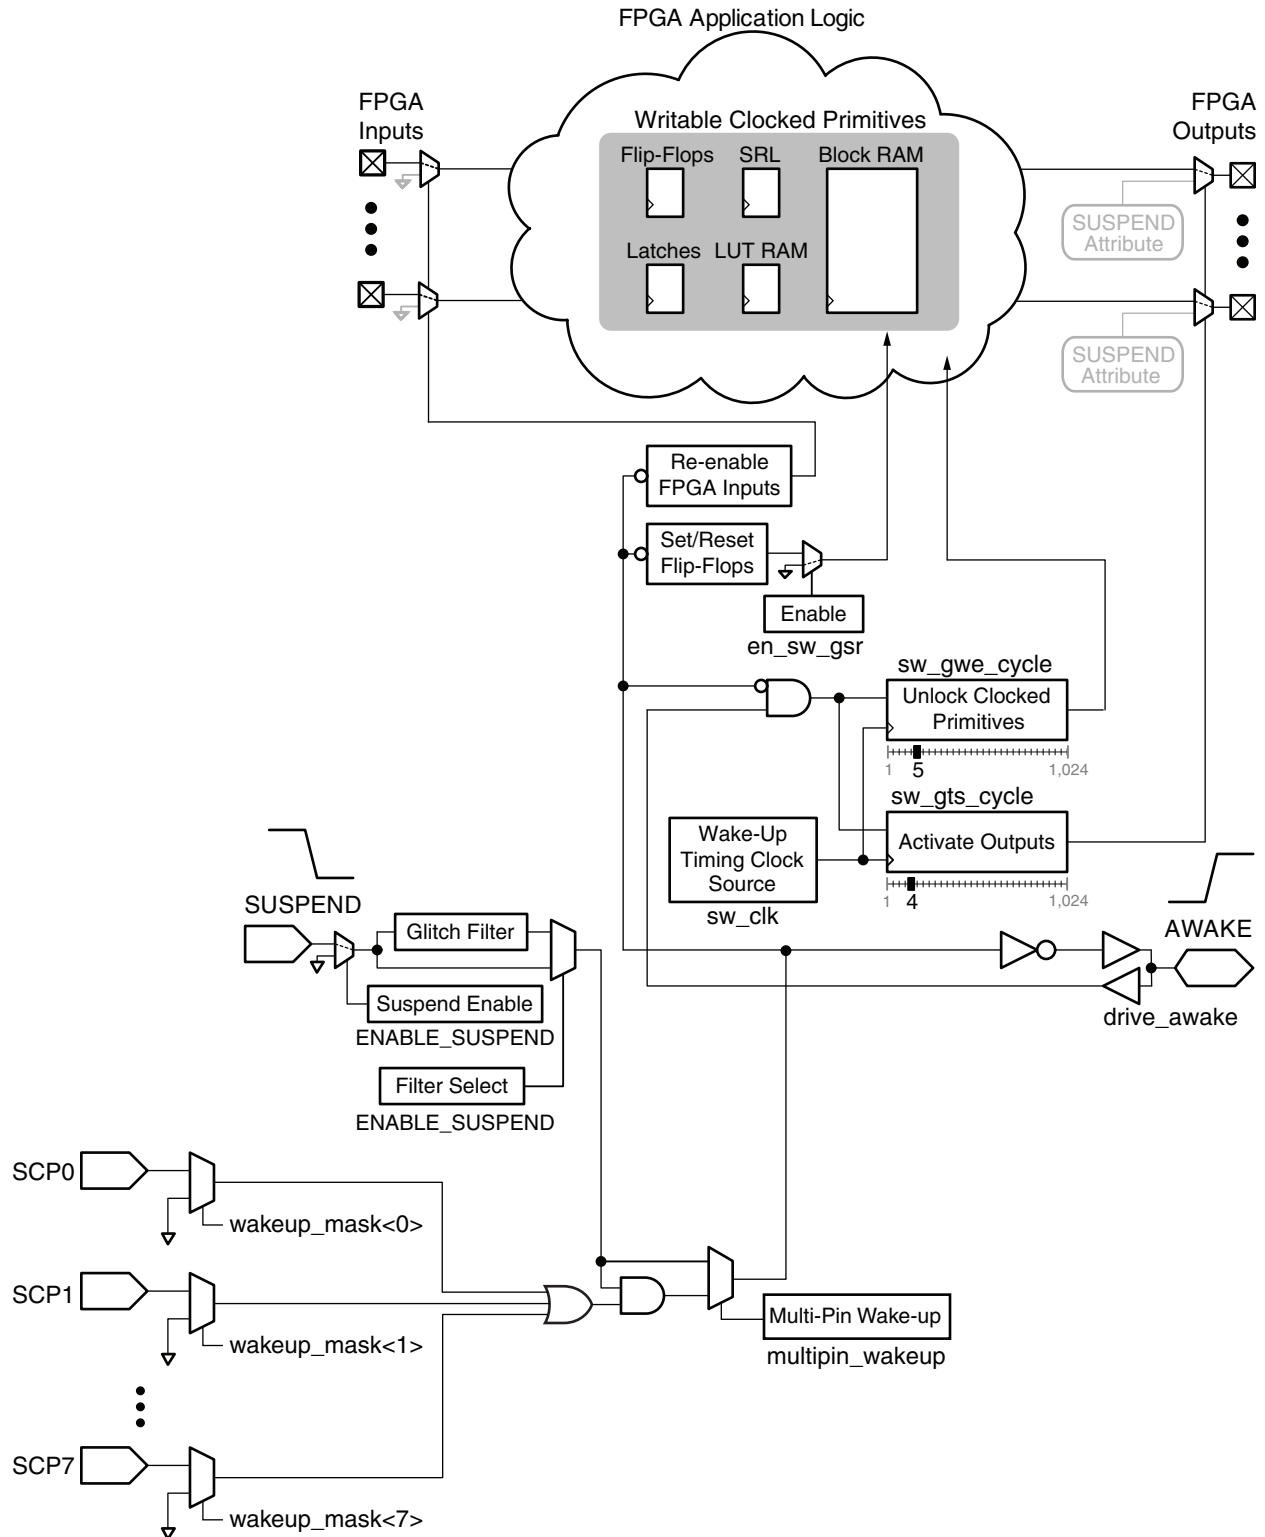 FPGA Application Logic
FPGA
Inputs
FPGA
Outputs
Writable Clocked Primitives
Flip-Flops
SRL
Block RAM
Latches
LUT RAM
SUSPEND
Attribute
SUSPEND
Attribute
Re-enable
FPGA Inputs
Set/Reset
Flip-Flops
Enable
en_sw_gsr
sw_gwe_cycle
Unlock Clocked
Primitives
1
5
1,024
sw_gts_cycle
Activate Outputs
1
4
1,024
Wake-Up
Timing Clock
Source
sw_clk
SUSPEND
Glitch Filter
Suspend Enable
ENABLE_SUSPEND
Filter Select
ENABLE_SUSPEND
AWAKE
drive_awake
SCP0
wakeup_mask<0>
SCP1
wakeup_mask<1>
Multi-Pin Wake-up
multipin_wakeup
SCP7
wakeup_mask<7>